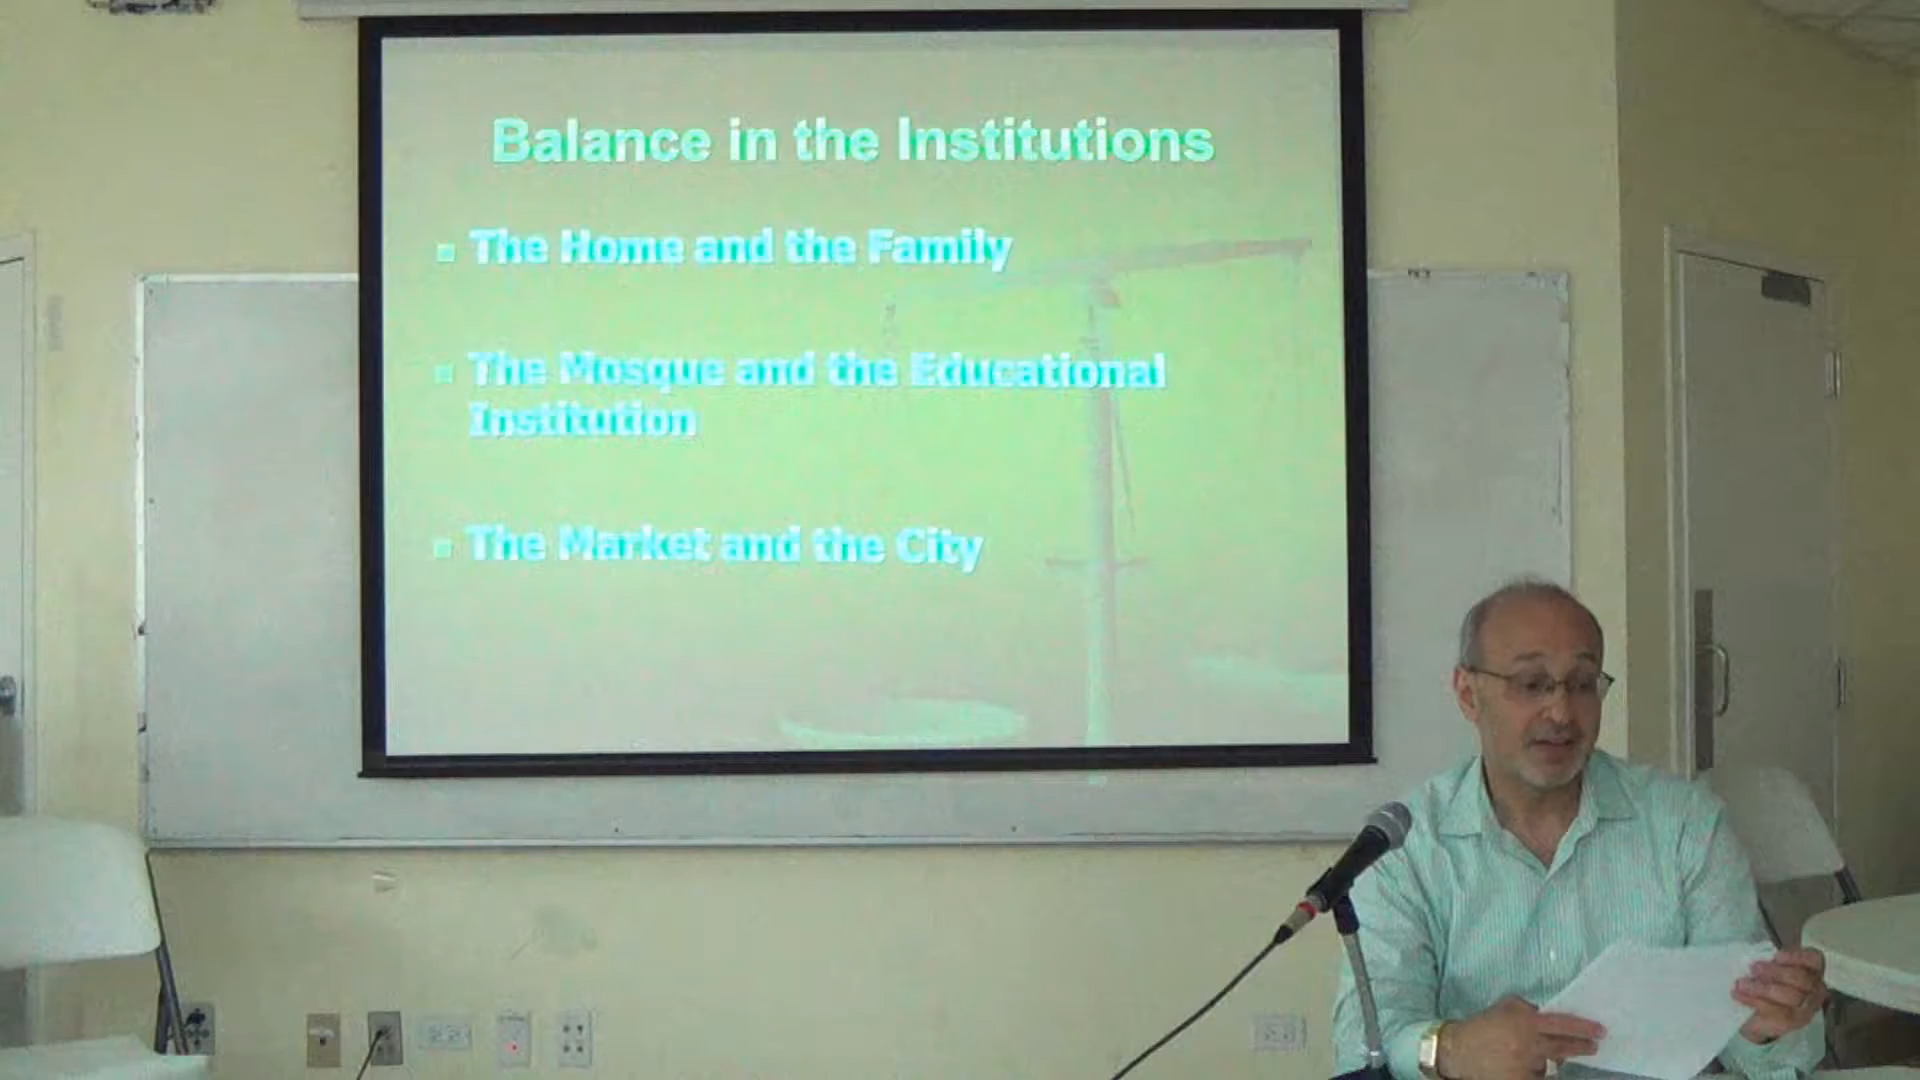 Balance in the Institutions
The Home and the Family
The Mosque and the Educational
Institution
The Market and the City